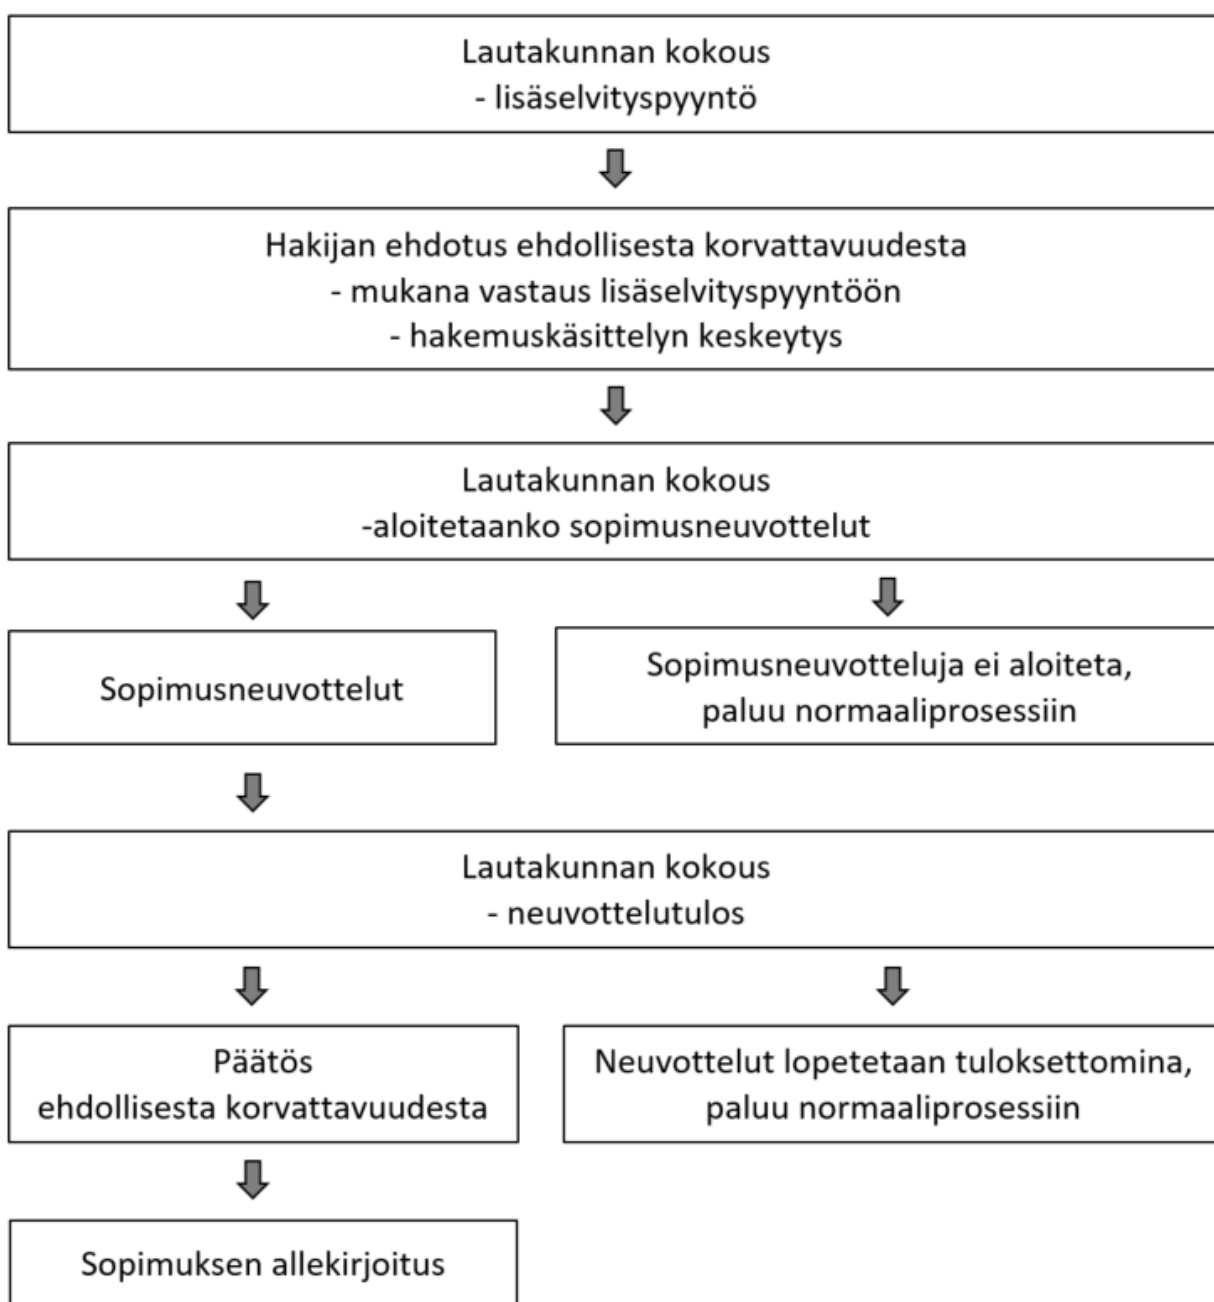 Lautakunnan kokous
- lisäselvityspyyntö
Hakijan ehdotus ehdollisesta korvattavuudesta
- mukana vastaus lisäselvityspyyntöön
- hakemuskäsittelyn keskeytys
Lautakunnan kokous
-aloitetaanko sopimusneuvottelut
Sopimusneuvottelut
Sopimusneuvotteluja ei aloiteta,
paluu normaaliprosessiin
Lautakunnan kokous
- neuvottelutulos
Päätös
ehdollisesta korvattavuudesta
Neuvottelut lopetetaan tuloksettomina,
paluu normaaliprosessiin
Sopimuksen allekirjoitus